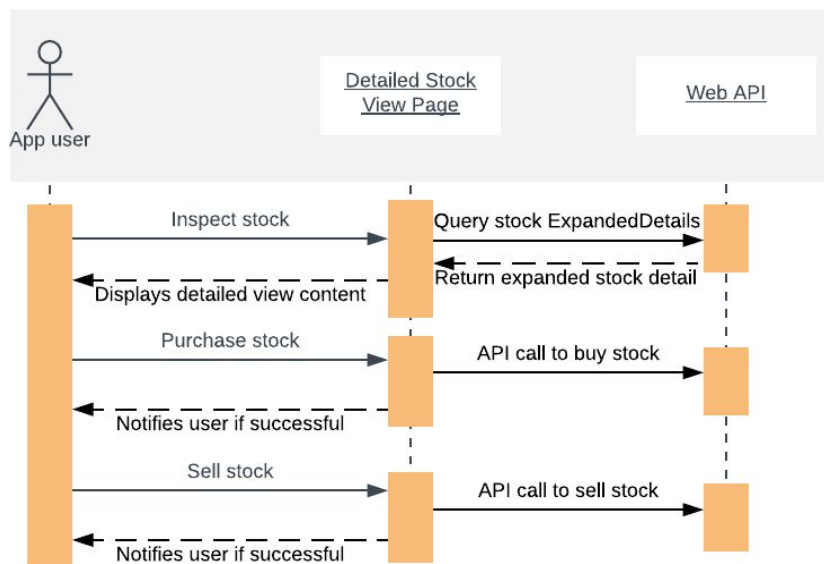 App user
Detailed Stock
View Page
Web API
Inspect stock
Query stock ExpandedDetails
Return expanded stock detail
Displays detailed view content
Purchase stock
API call to buy stock
Notifies user if successful
Sell stock
API call to sell stock
Notifies user if successful